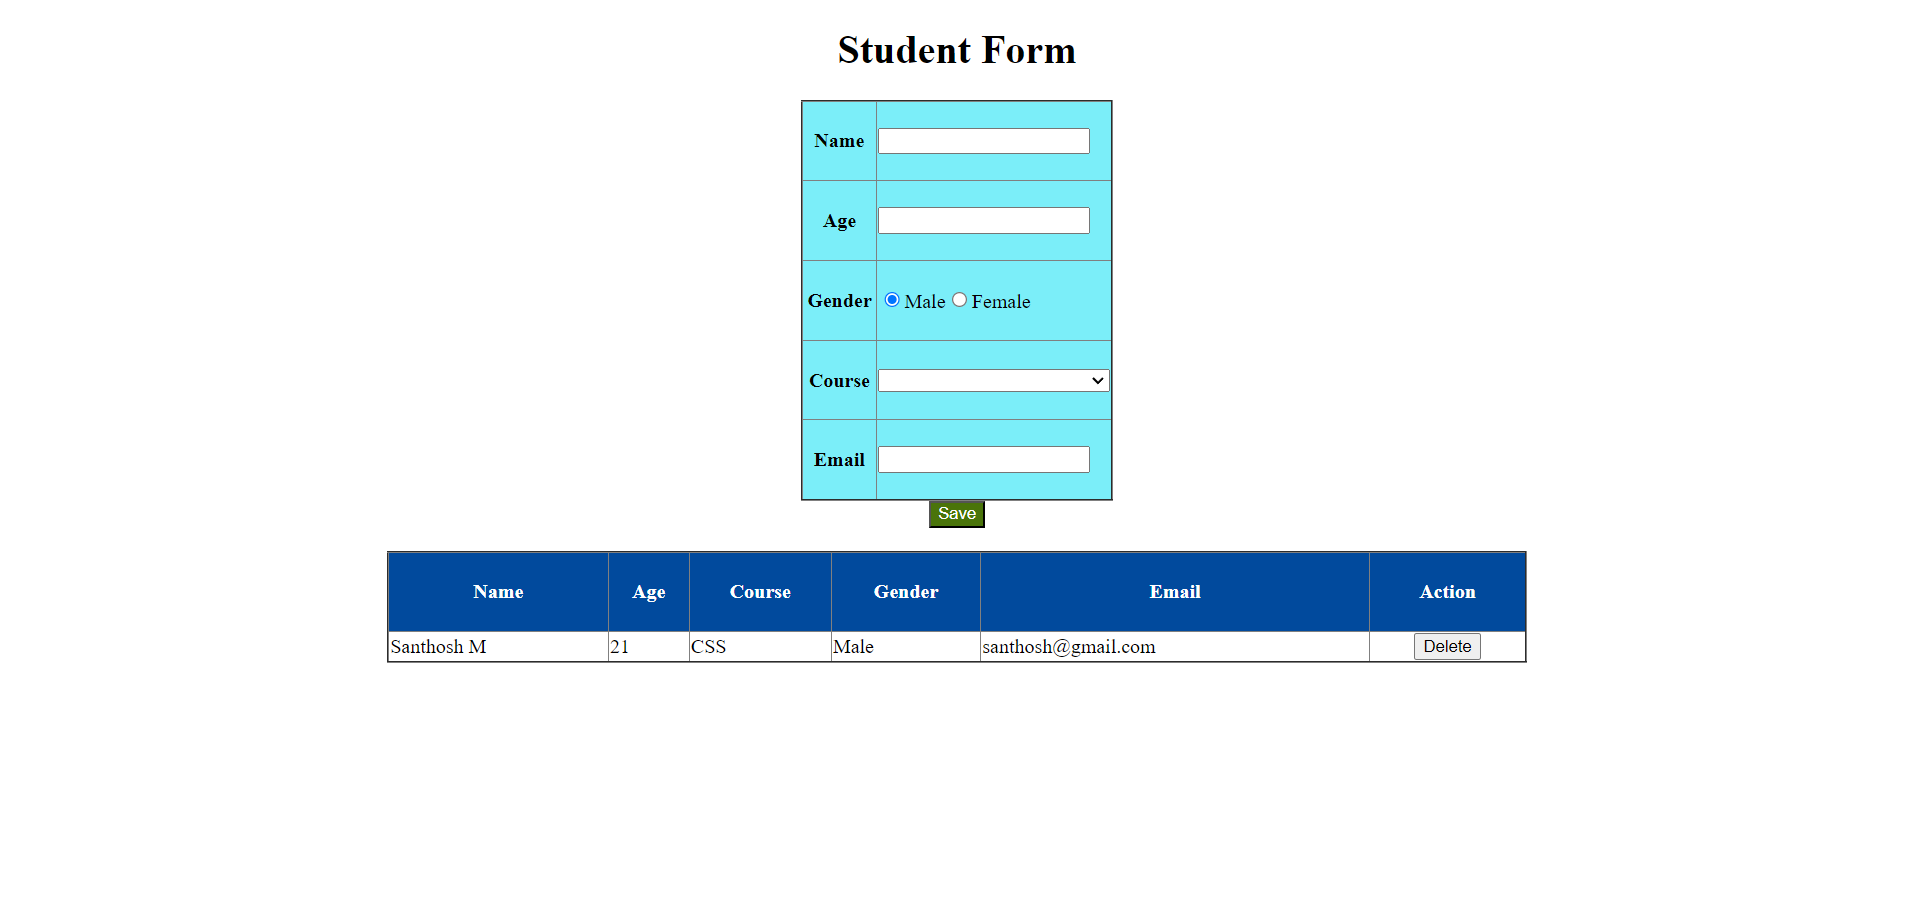 Student Form
Name
Age
Gender Male Female
Course
Email
Save
Name Age Course Gender Email Action
Santhosh M 21 CSS Male santhosh@gmail.com Delete